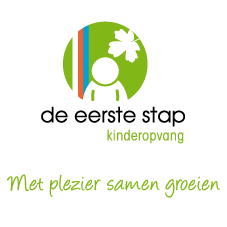 de eerste stap
kinderopvang
Met plezier samen groeien